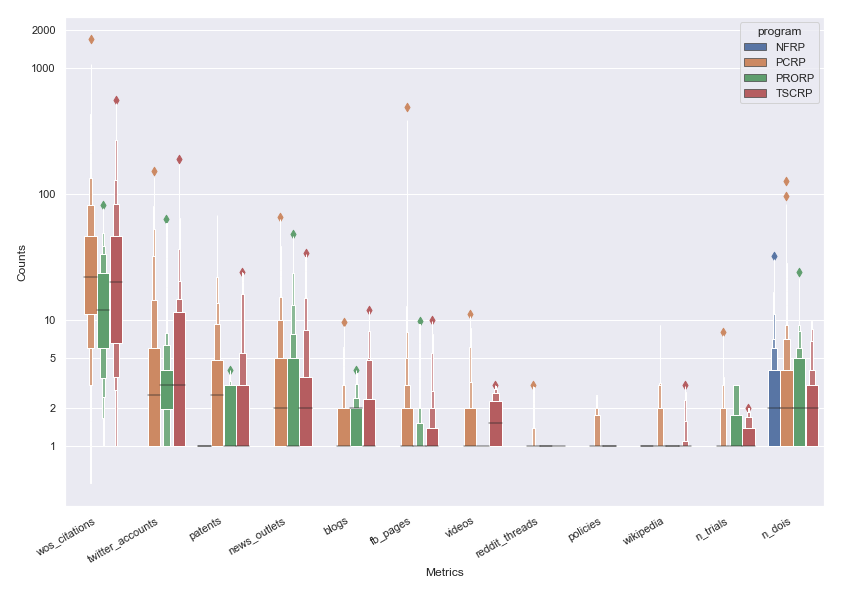 program
NFRP
PCRP
PRORP
TSCRP
2000
1000
100
10
5
2
1
Counts
wos_citations
twitter_accounts
patents
news_outlets
blogs
fb_pages
videos
reddit_threads
policies
wikipedia
n_trials
n_dois
Metrics